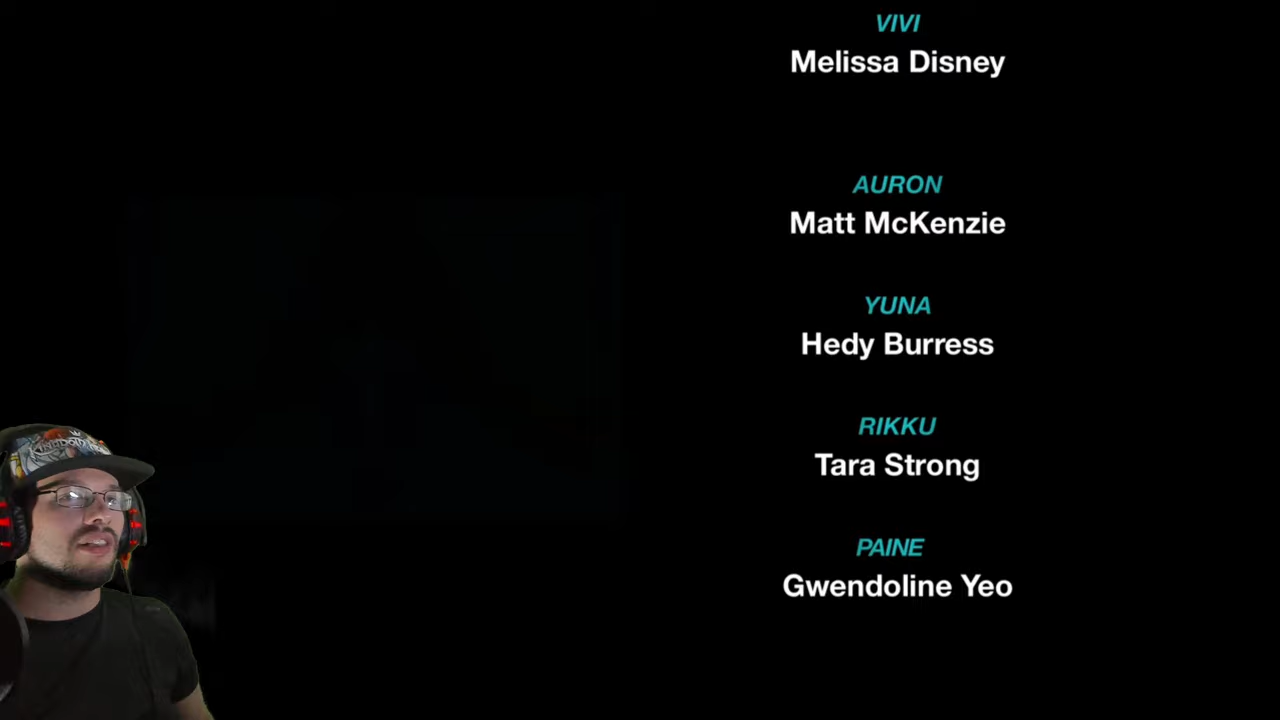 VIVI
Melissa Disney
AURON
Matt McKenzie
YUNA
Hedy Burress
RIKKU
Tara Strong
PAINE
Gwendoline Yeo